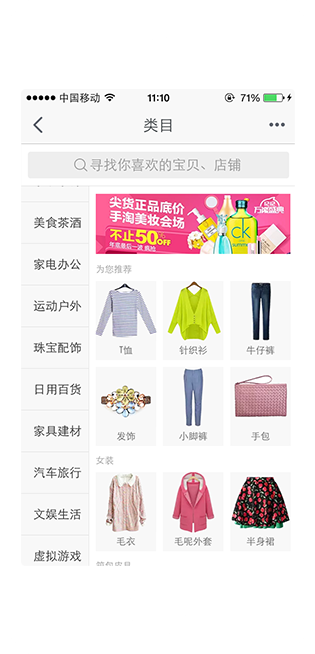 中国移动
11:10
71%
类目
寻找你喜欢的宝贝、店铺
美食茶酒
家电办公
运动户外
珠宝配饰
日用百货
家具建材
汽车旅行
文娱生活
虚拟游戏
尖货正品底价
手淘美妆会场
不止50%OFF
ck
为您推荐
T恤
针织衫
牛仔裤
发饰
小脚裤
手包
女装
毛衣
毛呢外套
半身裙